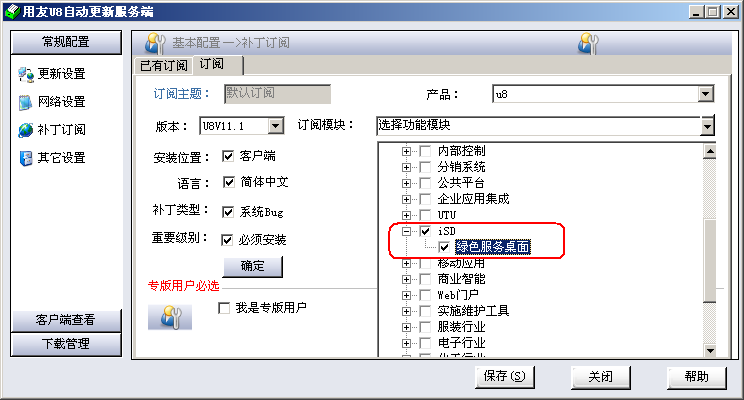 用友U8自动更新服务端
常规配置
更新设置
网络设置
补丁订阅
其它设置
客户端查看
下载管理
基本配置—>补丁订阅
已有订阅 订阅
订阅主题： 默认订阅 产品： u8
版本： U8V11.1 订阅模块： 选择功能模块
安装位置： 客户端
语言： 简体中文
补丁类型： 系统Bug
重要级别： 必须安装
确定
专版用户必选
我是专版用户
内部控制
分销系统
公共平台
企业应用集成
UTU
iSD
绿色服务桌面
移动应用
商业智能
Web门户
实施维护工具
服装行业
电子行业
保存(S) 关闭 帮助